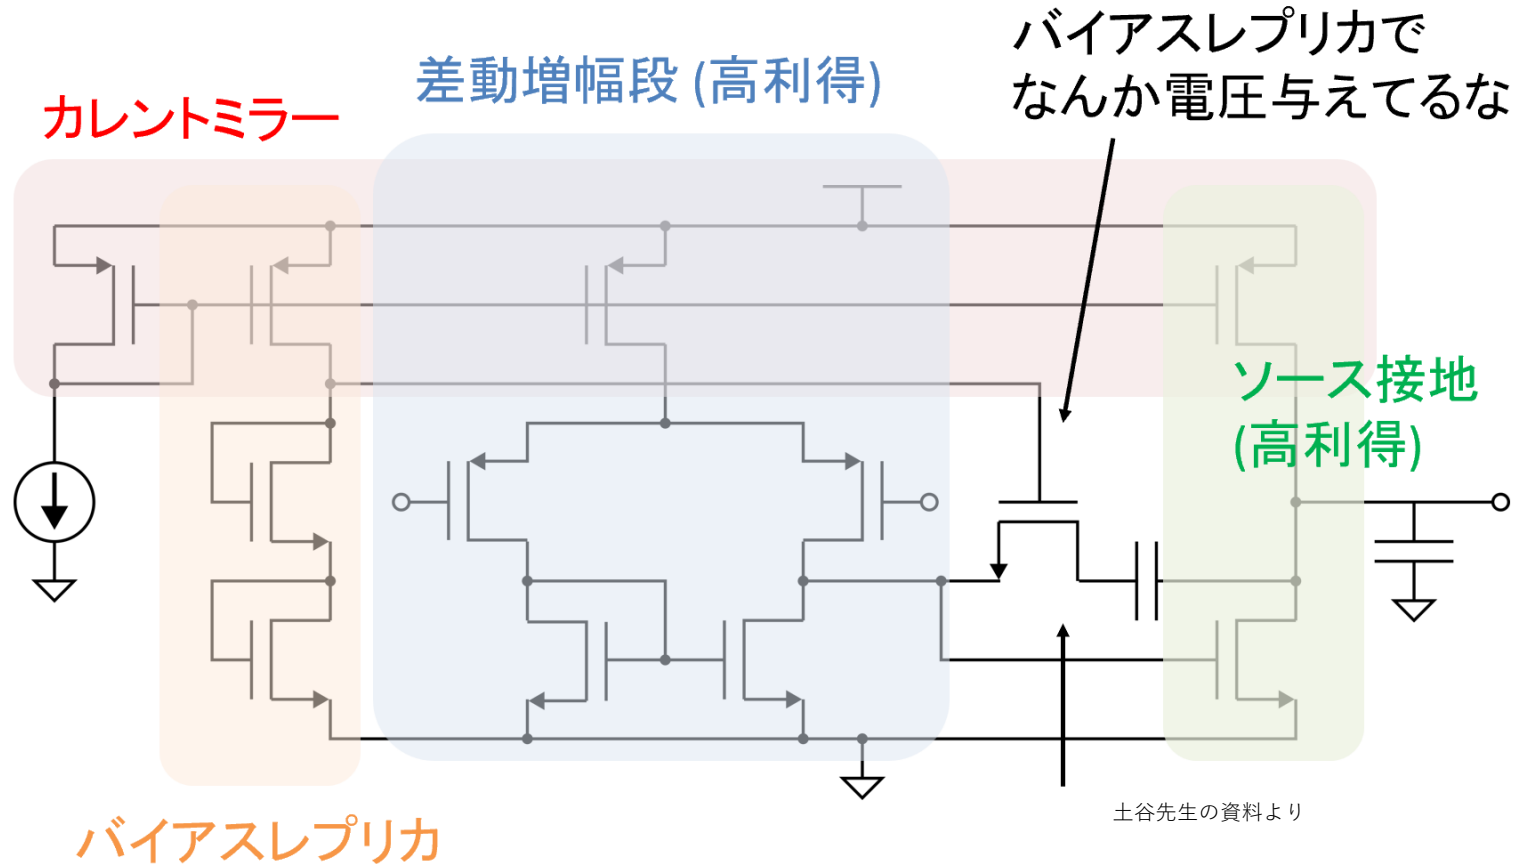 バイアスレプリカで
なんか電圧与えてるな
差動増幅段 (高利得)
カレントミラー
ソース接地
(高利得)
土谷先生の資料より
バイアスレプリカ